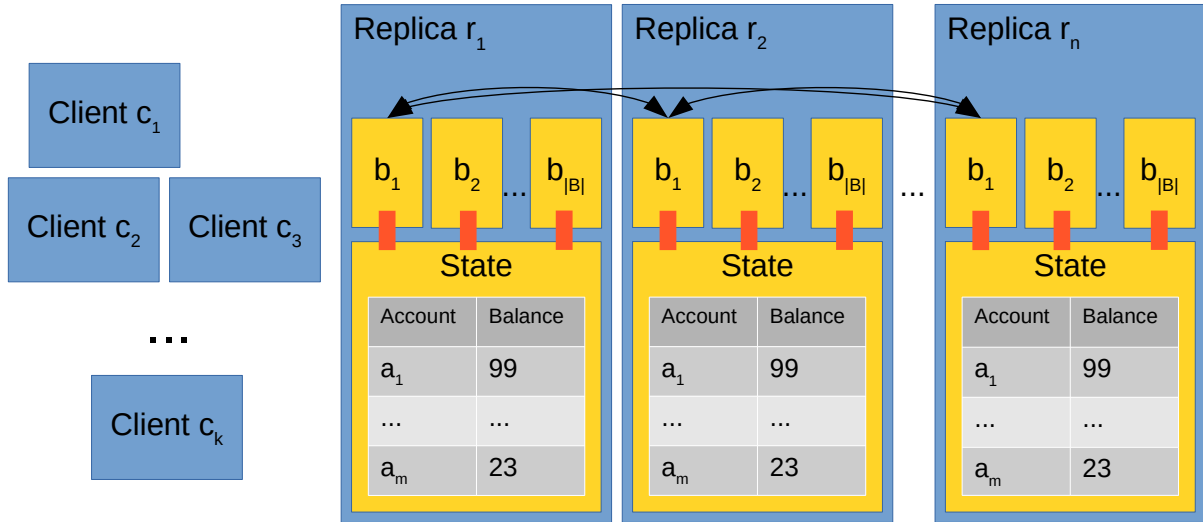 Client c₁
Client c₂
Client c₃
...
Client cₖ
Replica r₁
b₁ b₂ ... b|B|
State
Account Balance
a₁ 99
... ...
aₘ 23
Replica r₂
b₁ b₂ ... b|B|
State
Account Balance
a₁ 99
... ...
aₘ 23
...
Replica rₙ
b₁ b₂ ... b|B|
State
Account Balance
a₁ 99
... ...
aₘ 23